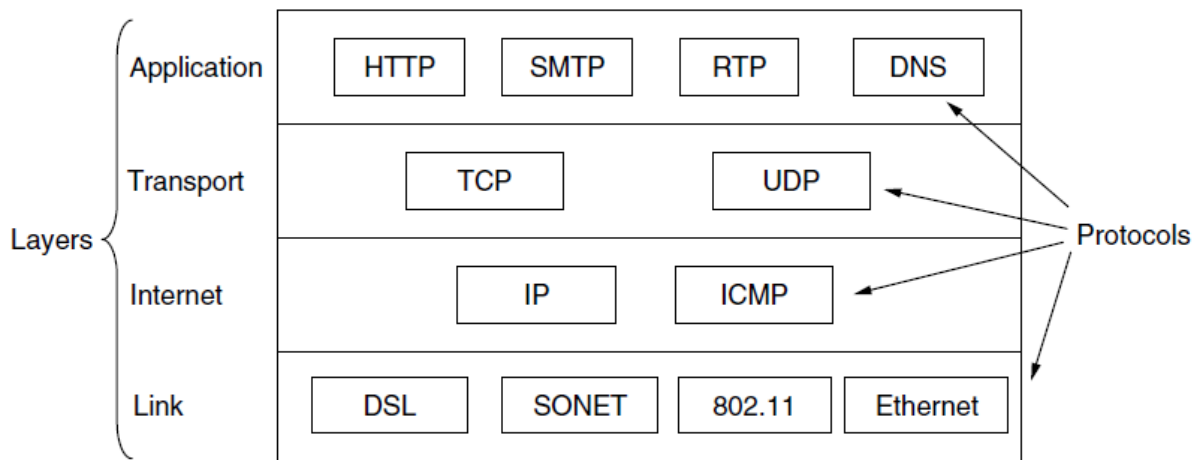 Application HTTP SMTP RTP DNS
Transport TCP UDP
Layers Protocols
Internet IP ICMP
Link DSL SONET 802.11 Ethernet